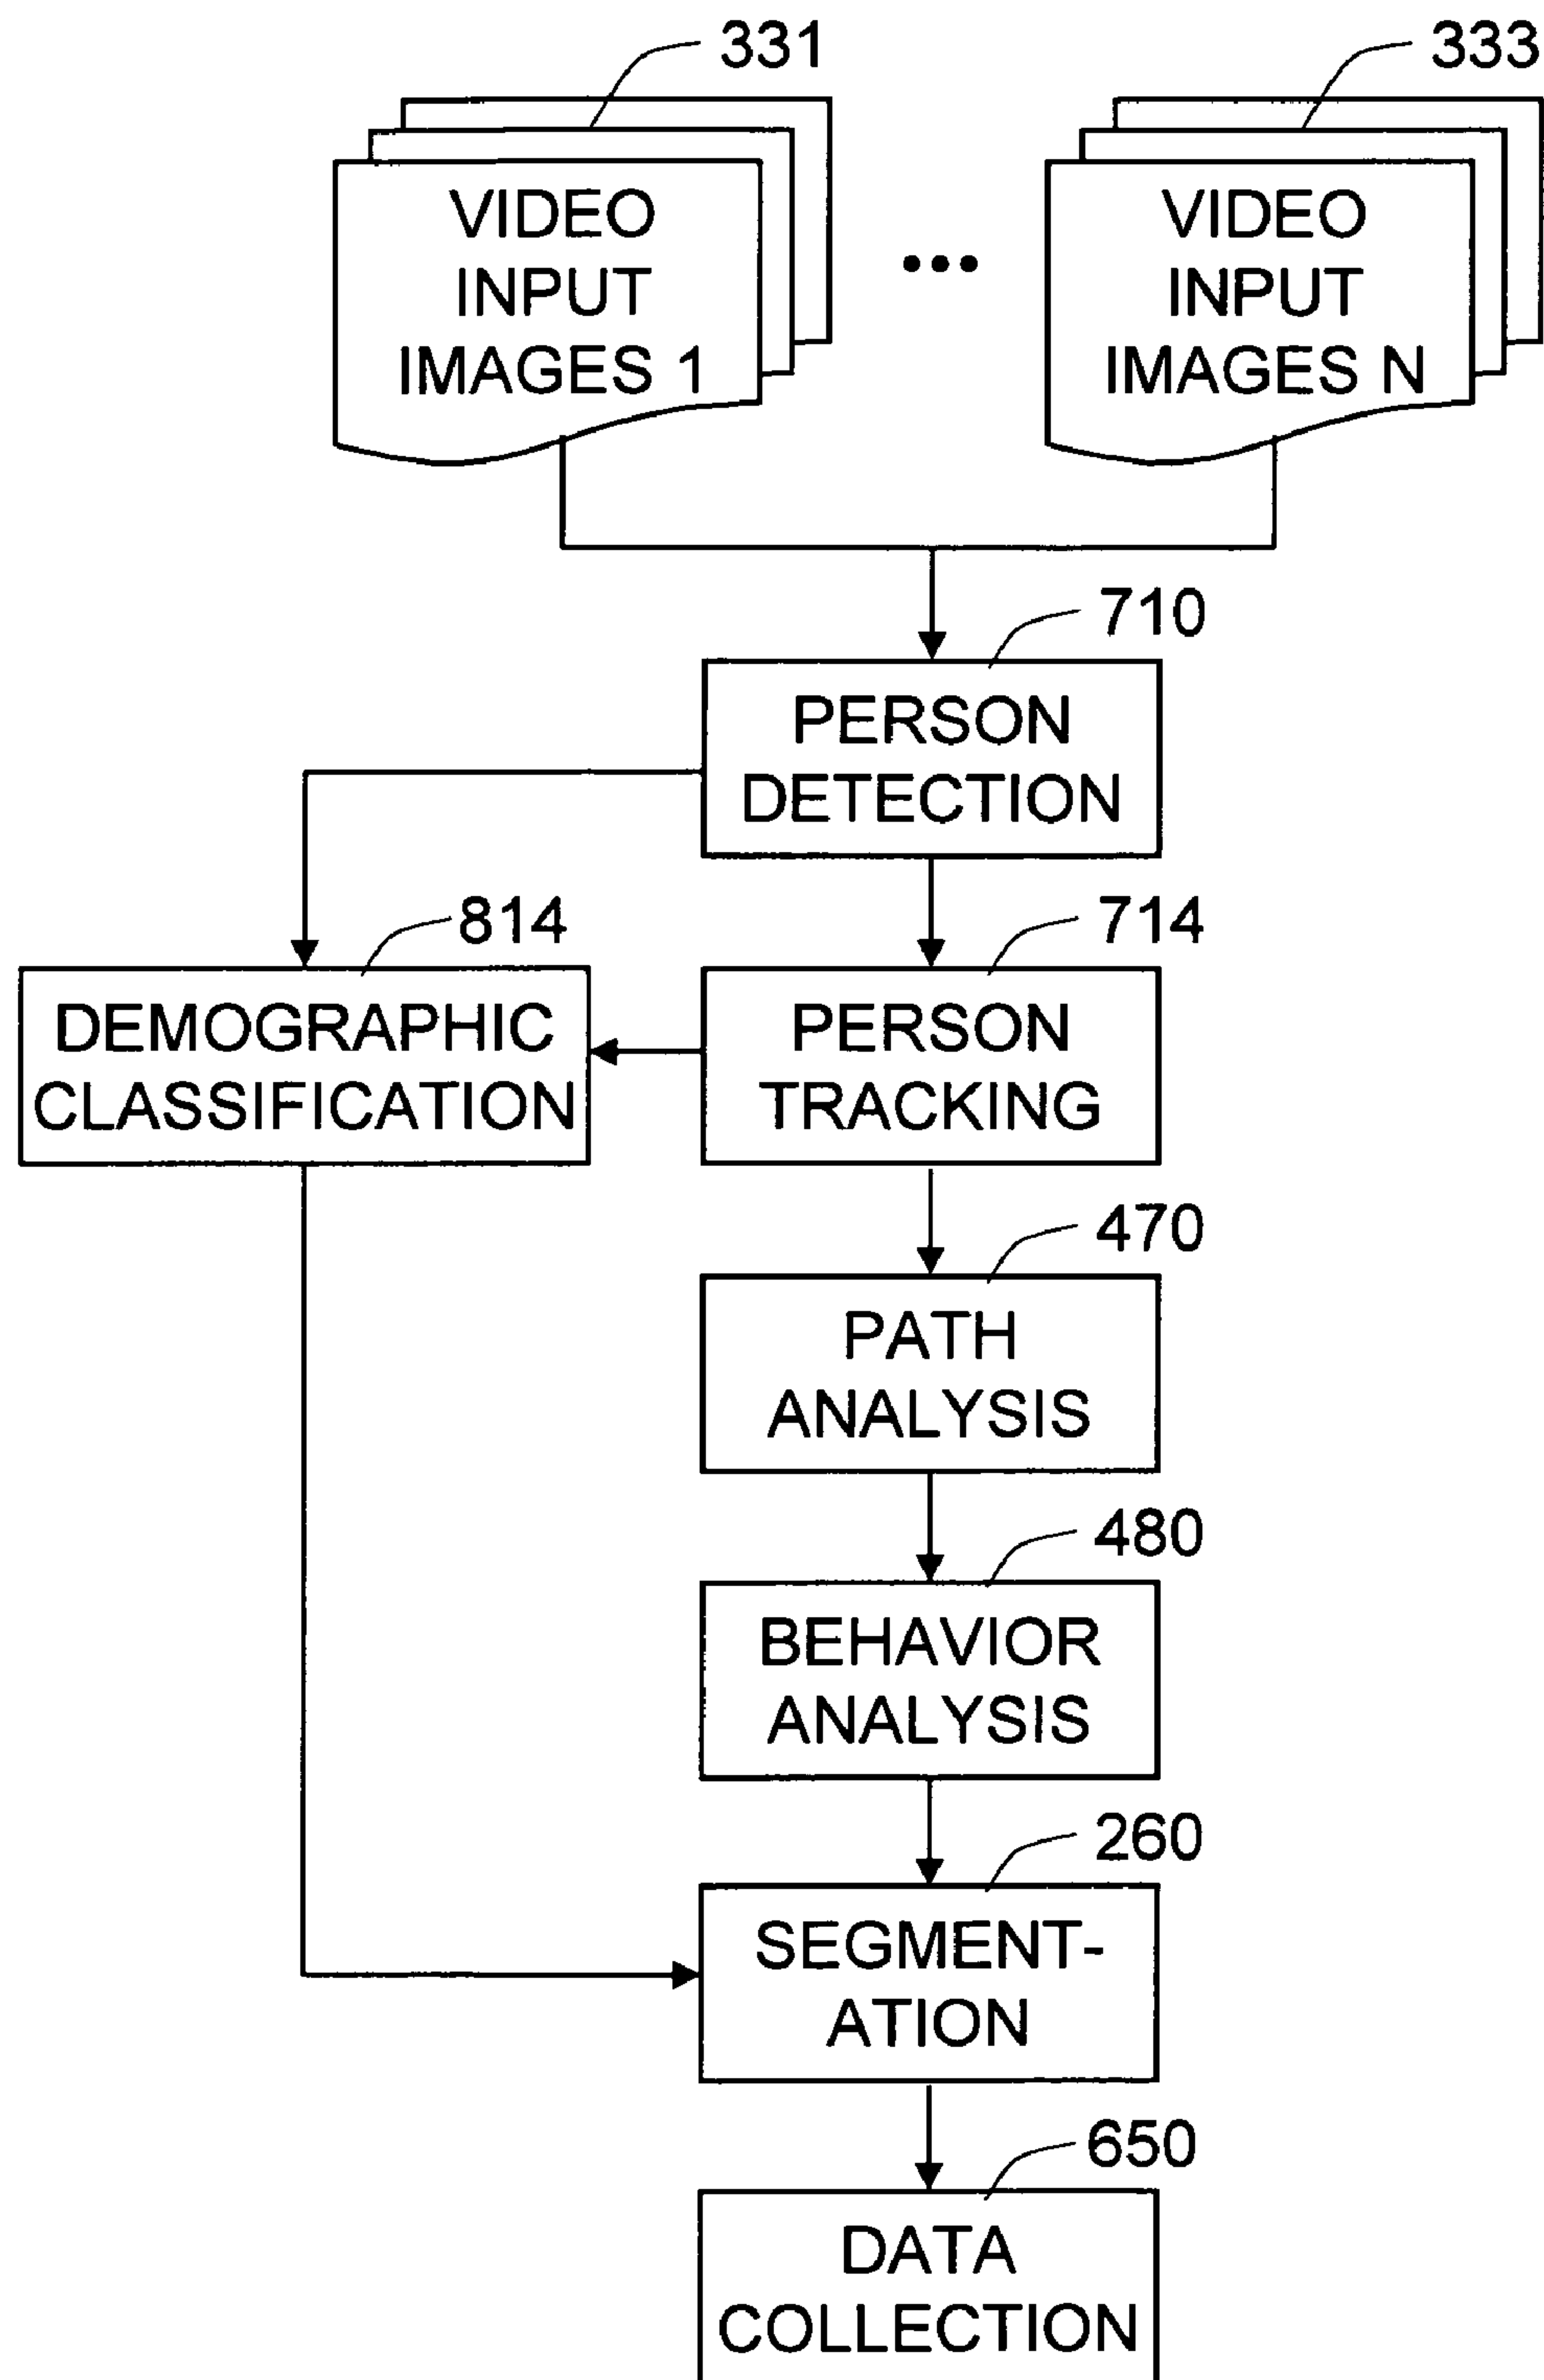 331
333
VIDEO
INPUT
IMAGES 1
...
VIDEO
INPUT
IMAGES N
710
PERSON
DETECTION
814
714
DEMOGRAPHIC
CLASSIFICATION
PERSON
TRACKING
470
PATH
ANALYSIS
480
BEHAVIOR
ANALYSIS
260
SEGMENT-
ATION
650
DATA
COLLECTION